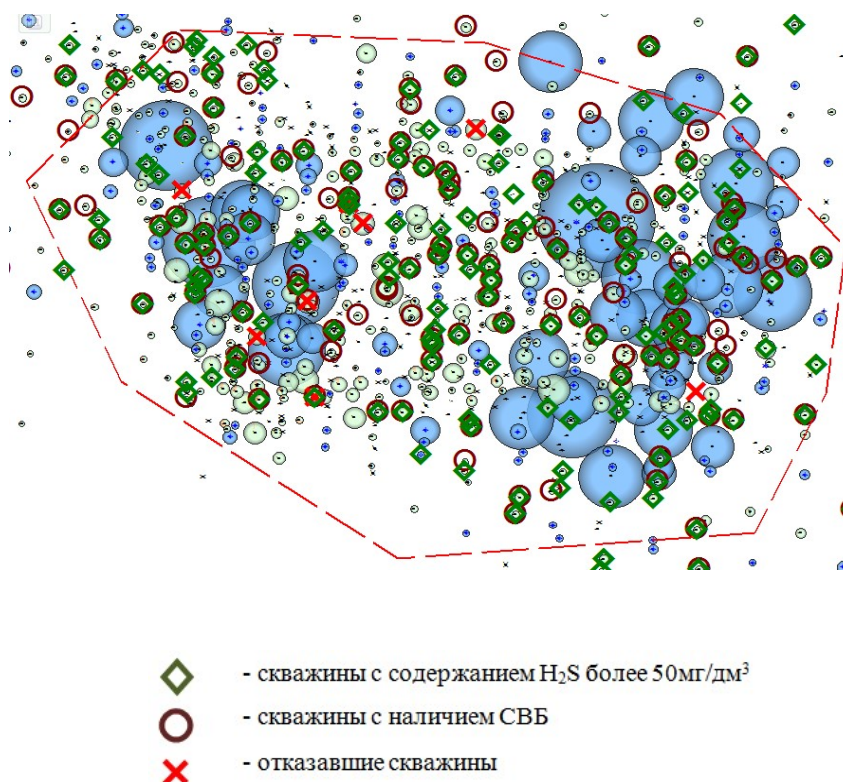 - скважины с содержанием H₂S более 50мг/дм³
- скважины с наличием СВБ
- отказавшие скважины